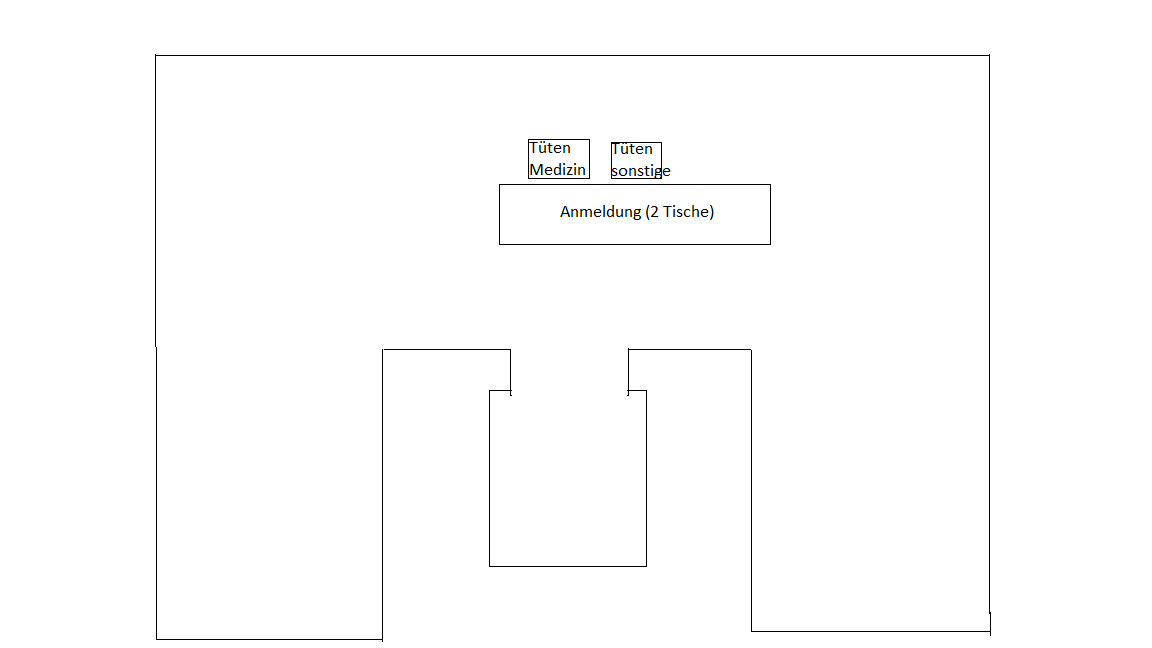 Tüten
Medizin
Tüten
sonstige
Anmeldung (2 Tische)